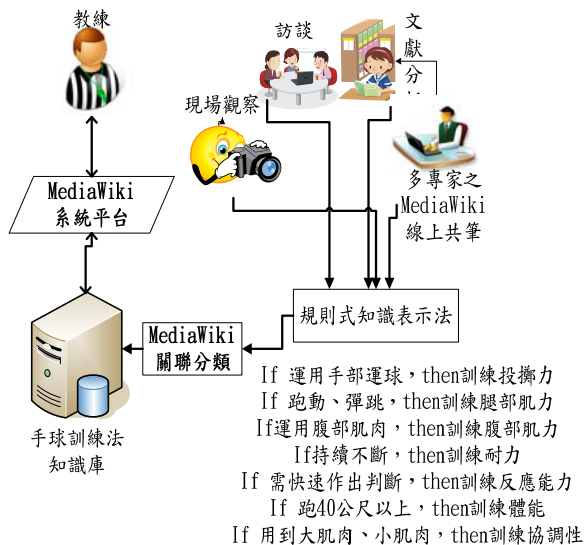 教練
訪談
文
獻
分
現場觀察
多專家之
MediaWiki
線上共筆
MediaWiki
系統平台
規則式知識表示法
MediaWiki
關聯分類
手球訓練法
知識庫
If 運用手部運球，then訓練投擲力
If 跑動、彈跳，then訓練腿部肌力
If運用腹部肌肉，then訓練腹部肌力
If持續不斷，then訓練耐力
If 需快速作出判斷，then訓練反應能力
If 跑40公尺以上，then訓練體能
If 用到大肌肉、小肌肉，then訓練協調性